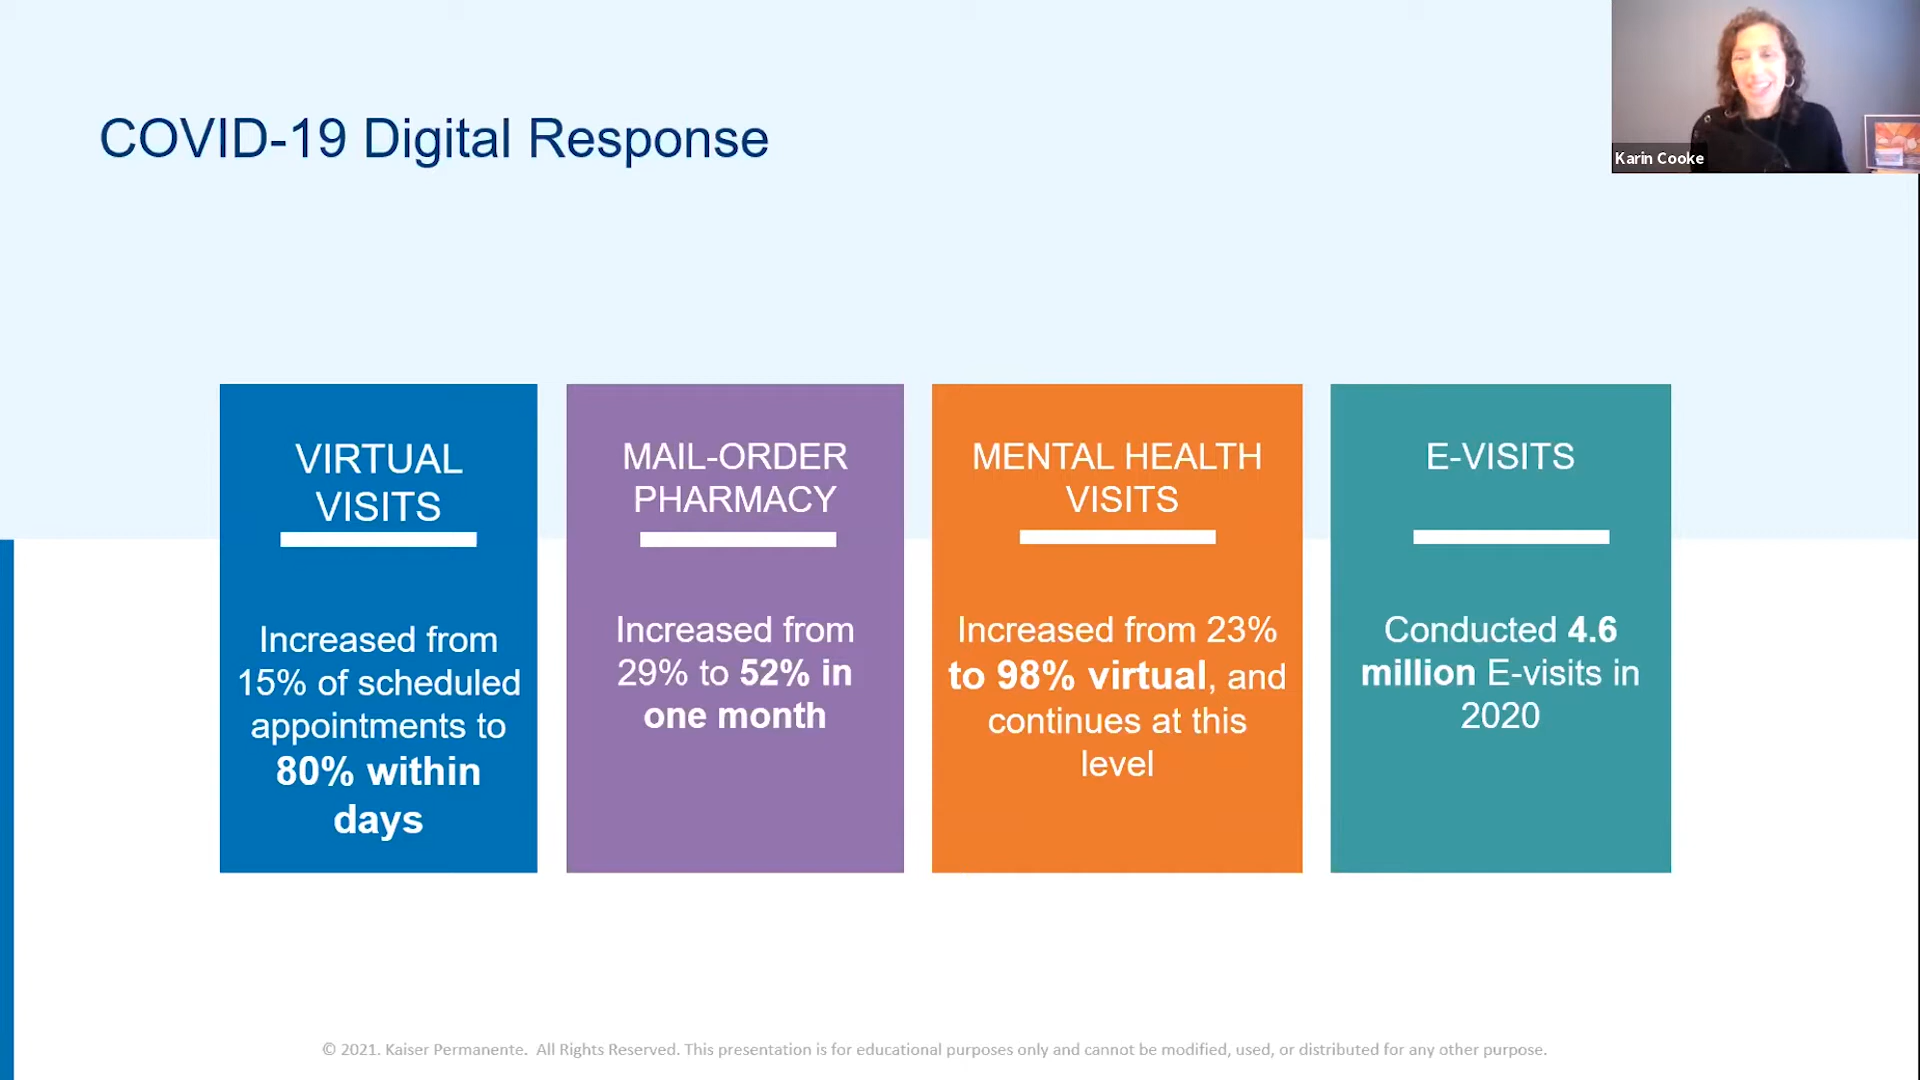 COVID-19 Digital Response
Karin Cooke
VIRTUAL
VISITS
Increased from
15% of scheduled
appointments to
80% within
days
MAIL-ORDER
PHARMACY
Increased from
29% to 52% in
one month
MENTAL HEALTH
VISITS
Increased from 23%
to 98% virtual, and
continues at this
level
E-VISITS
Conducted 4.6
million E-visits in
2020
© 2021. Kaiser Permanente. All Rights Reserved. This presentation is for educational purposes only and cannot be modified, used, or distributed for any other purpose.